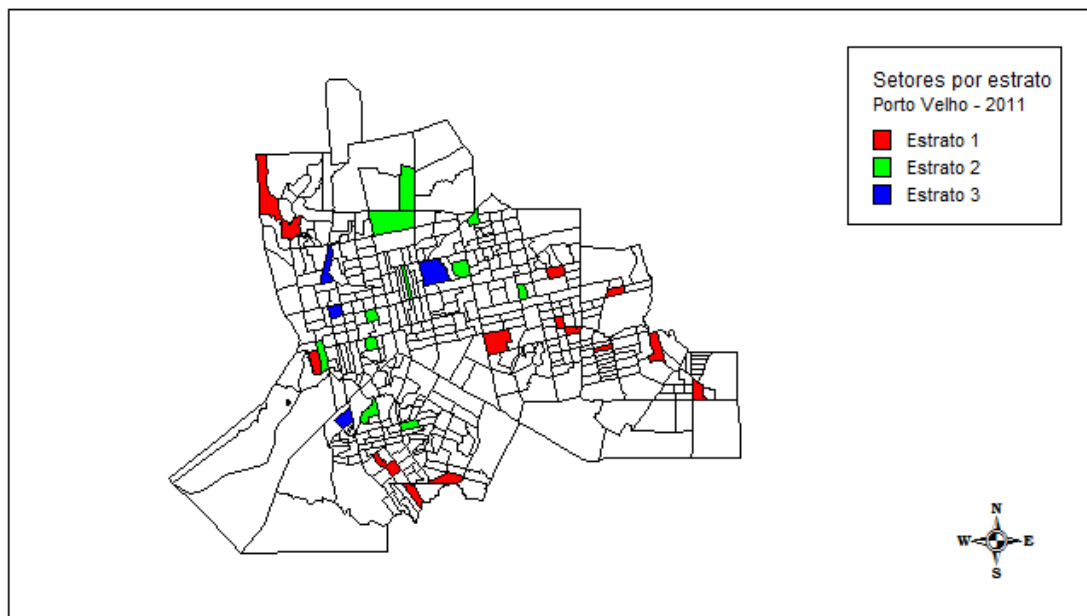 Setores por estrato
Porto Velho - 2011
Estrato 1
Estrato 2
Estrato 3
N
W E
S